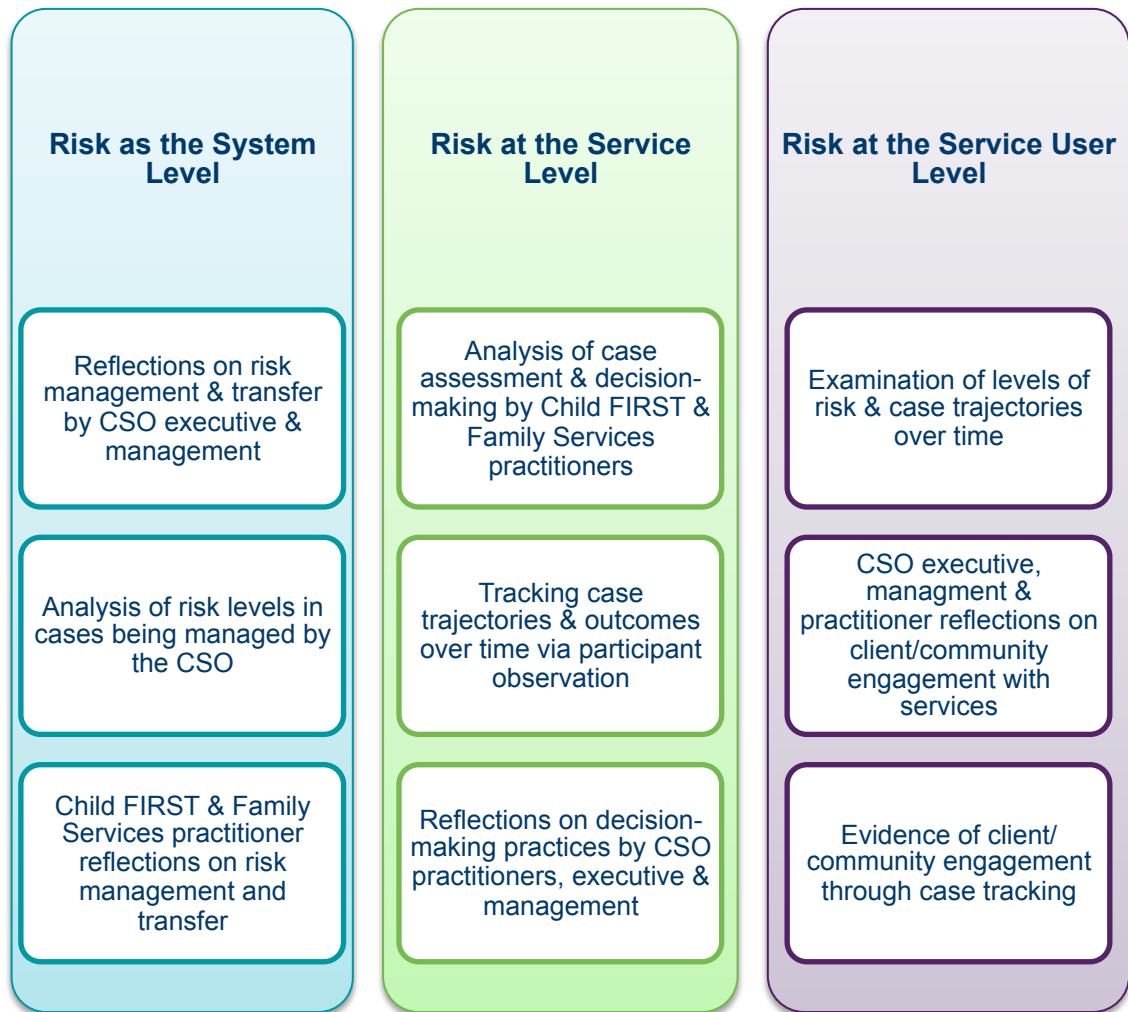 Risk as the System
Level
Reflections on risk
management & transfer
by CSO executive &
management
Analysis of risk levels in
cases being managed by
the CSO
Child FIRST & Family
Services practitioner
reflections on risk
management and
transfer
Risk at the Service
Level
Analysis of case
assessment & decision-
making by Child FIRST &
Family Services
practitioners
Tracking case
trajectories & outcomes
over time via participant
observation
Reflections on decision-
making practices by CSO
practitioners, executive &
management
Risk at the Service User
Level
Examination of levels of
risk & case trajectories
over time
CSO executive,
managment &
practitioner reflections on
client/community
engagement with
services
Evidence of client/
community engagement
through case tracking